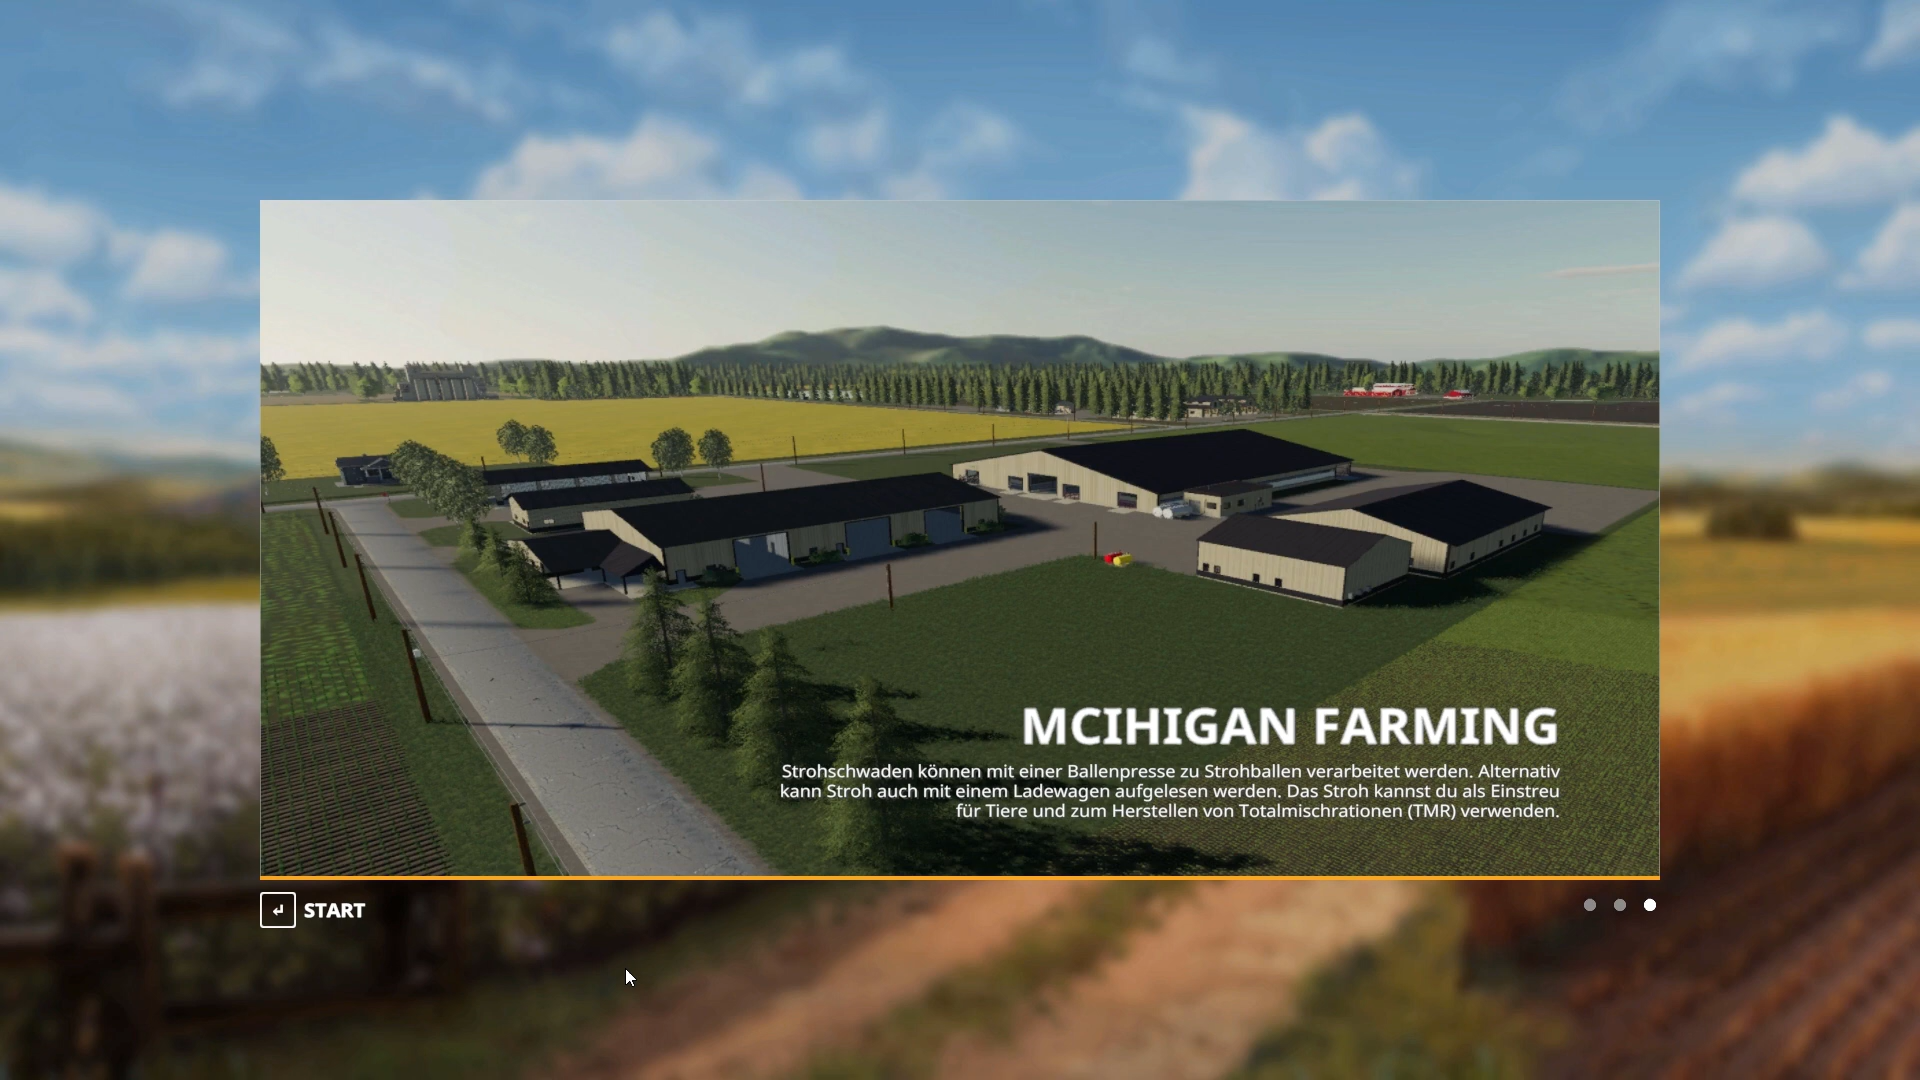 MCIHIGAN FARMING
Strohschwaden können mit einer Ballenpresse zu Strohballen verarbeitet werden. Alternativ
kann Stroh auch mit einem Ladewagen aufgelesen werden. Das Stroh kannst du als Einstreu
für Tiere und zum Herstellen von Totalmischrationen (TMR) verwenden.
START